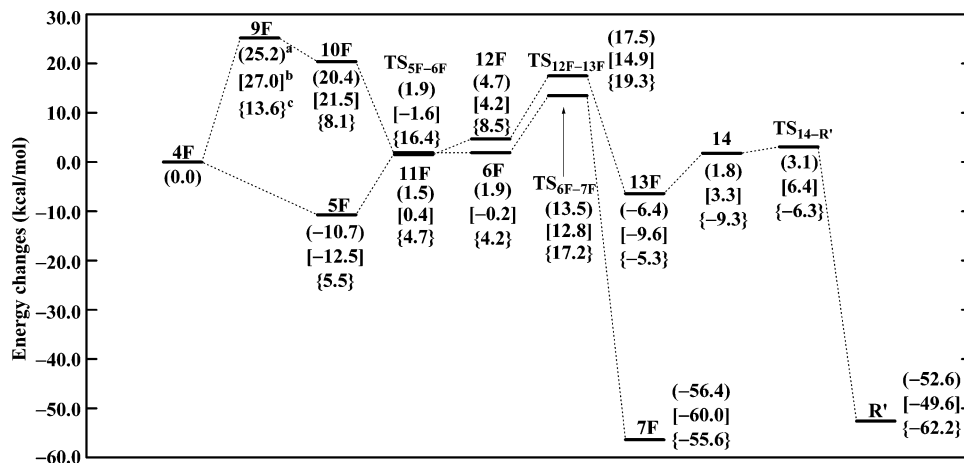 30.0
20.0
10.0
0.0
−10.0
−20.0
−30.0
−40.0
−50.0
−60.0
Energy changes (kcal/mol)
4F
(0.0)
9F
(25.2)a
[27.0]b
{13.6}c
10F
(20.4)
[21.5]
{8.1}
5F
(−10.7)
[−12.5]
{5.5}
TS5F−6F
(1.9)
[−1.6]
{16.4}
11F
(1.5)
[0.4]
{4.7}
12F
(4.7)
[4.2]
{8.5}
6F
(1.9)
[−0.2]
{4.2}
TS12F−13F
(17.5)
[14.9]
{19.3}
TS6F−7F
(13.5)
[12.8]
{17.2}
13F
(−6.4)
[−9.6]
{−5.3}
7F
(−56.4)
[−60.0]
{−55.6}
14
(1.8)
[3.3]
{−9.3}
TS14−R'
(3.1)
[6.4]
{−6.3}
R'
(−52.6)
[−49.6].
{−62.2}